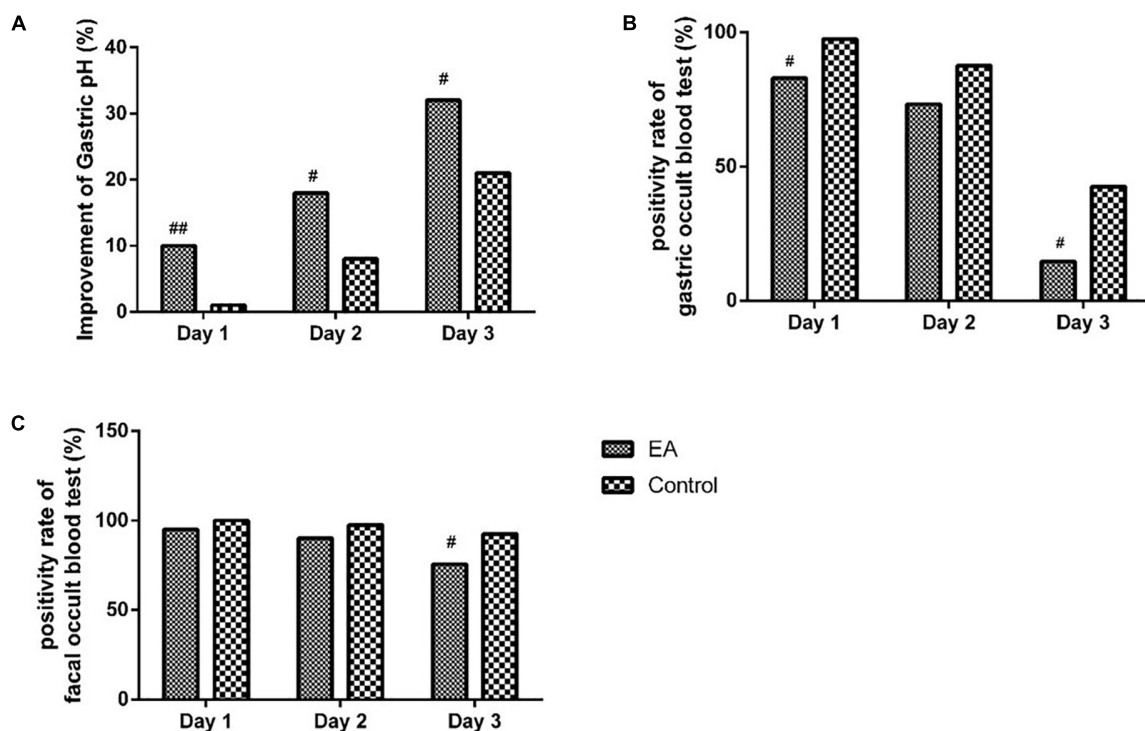 A
Improvement of Gastric pH (%)
40
30
20
10
0
##
#
#
Day 1
Day 2
Day 3
B
positivity rate of
gastric occult blood test (%)
100
50
0
#
#
Day 1
Day 2
Day 3
C
positivity rate of
facal occult blood test (%)
150
100
50
0
#
Day 1
Day 2
Day 3
EA
Control